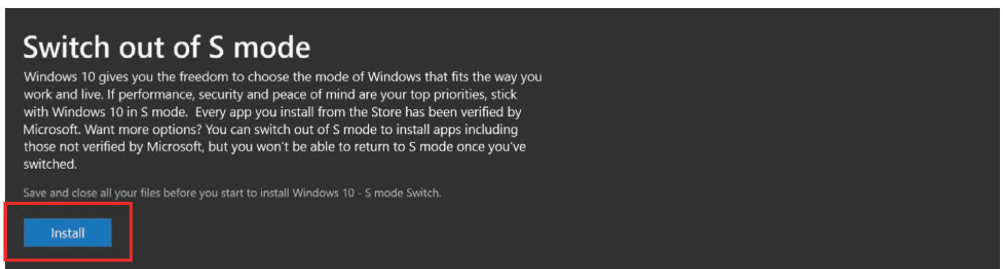 Switch out of S mode
Windows 10 gives you the freedom to choose the mode of Windows that fits the way you
work and live. If performance, security and peace of mind are your top priorities, stick
with Windows 10 in S mode.  Every app you install from the Store has been verified by
Microsoft. Want more options? You can switch out of S mode to install apps including
those not verified by Microsoft, but you won't be able to return to S mode once you've
switched.
Save and close all your files before you start to install Windows 10 - S mode Switch.
Install